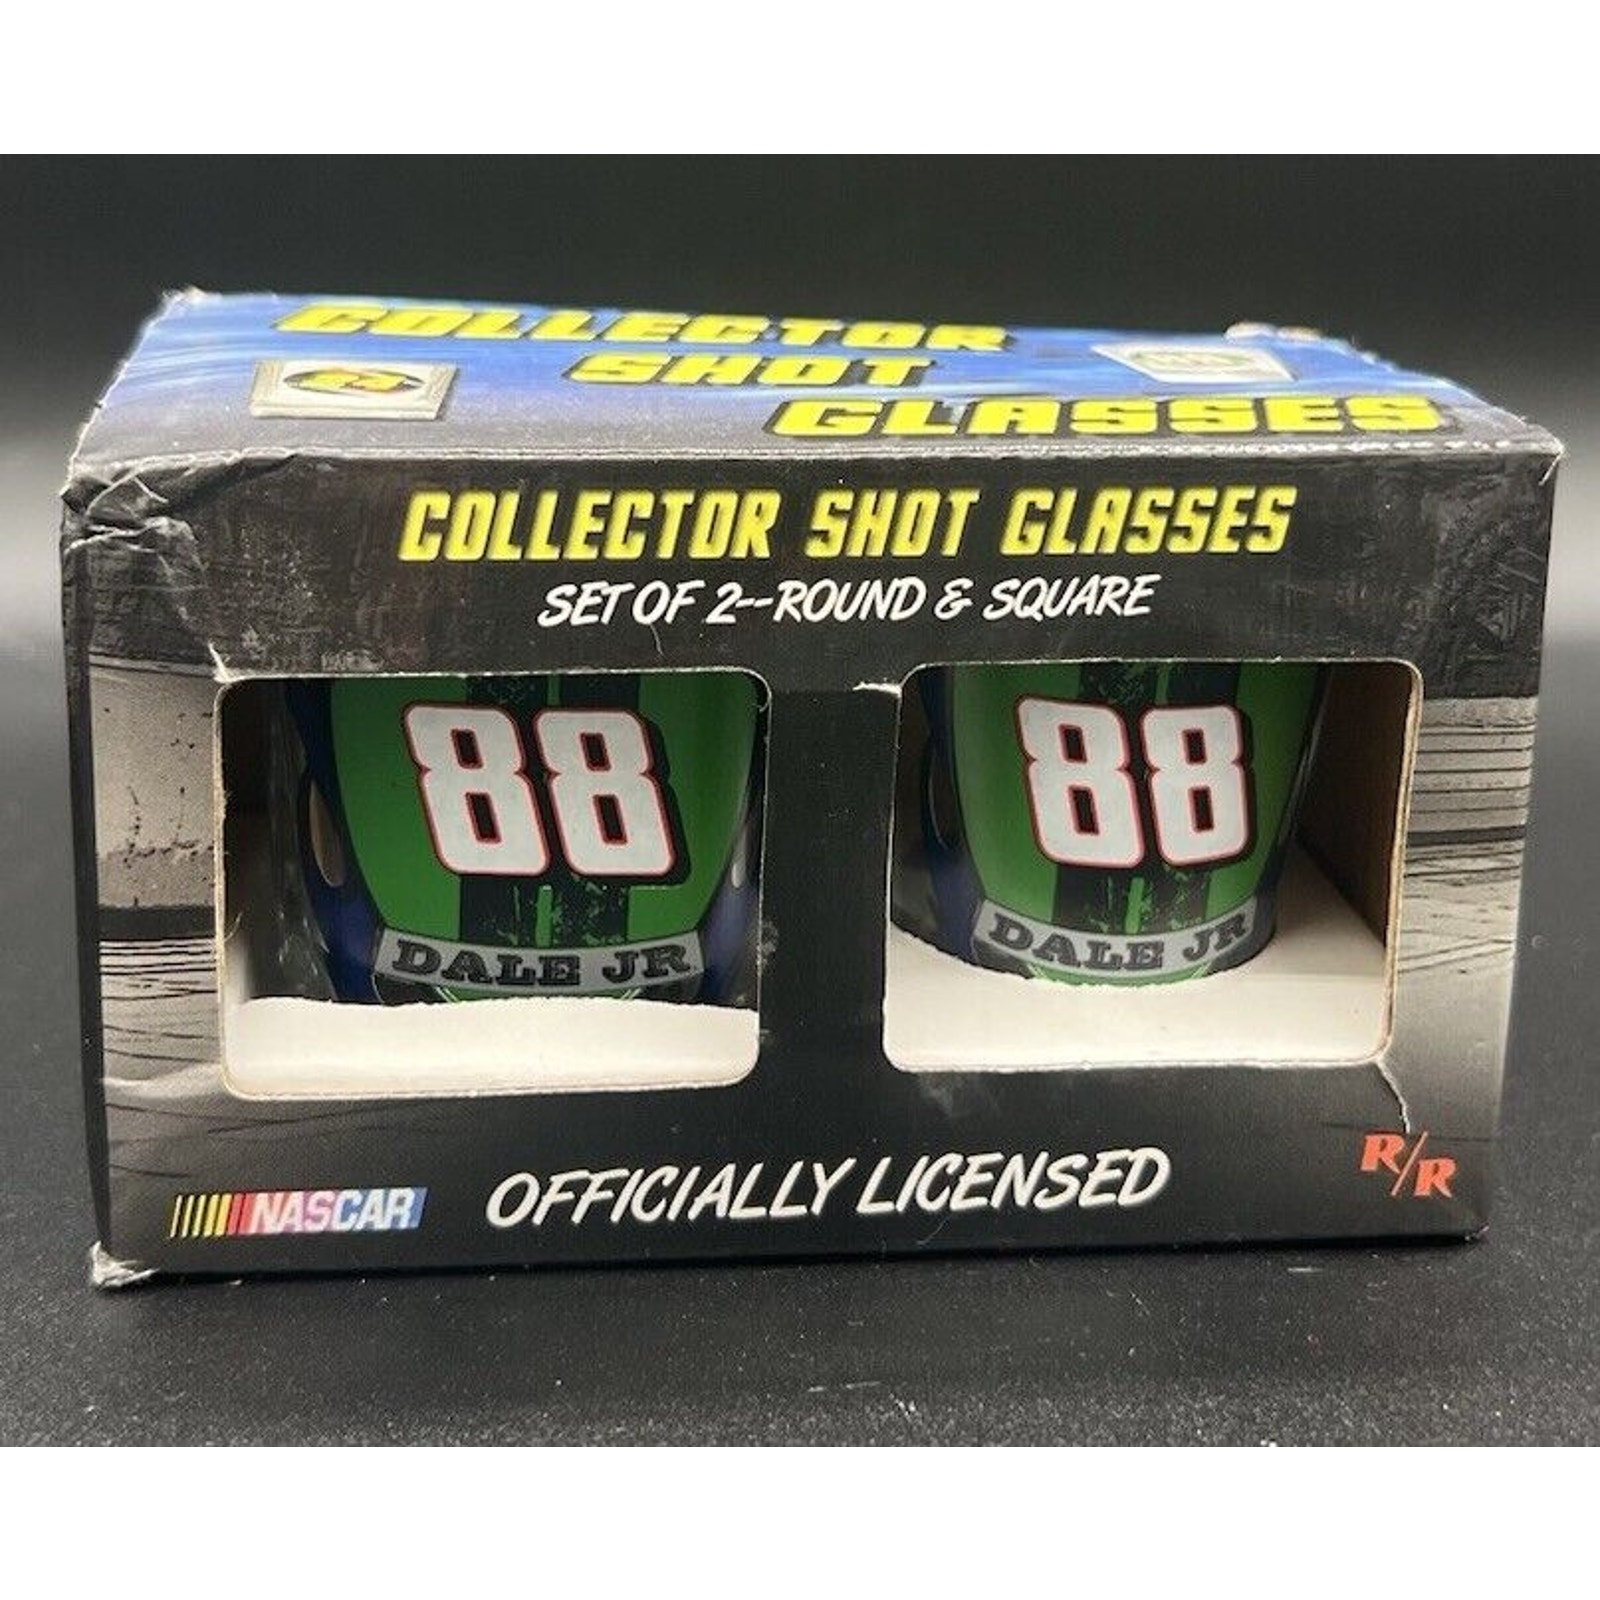 COLLECTOR
SHOT
GLASSES
COLLECTOR SHOT GLASSES
SET OF 2--ROUND & SQUARE
88
88
DALE JR
DALE JR
NASCAR
OFFICIALLY LICENSED
R/R